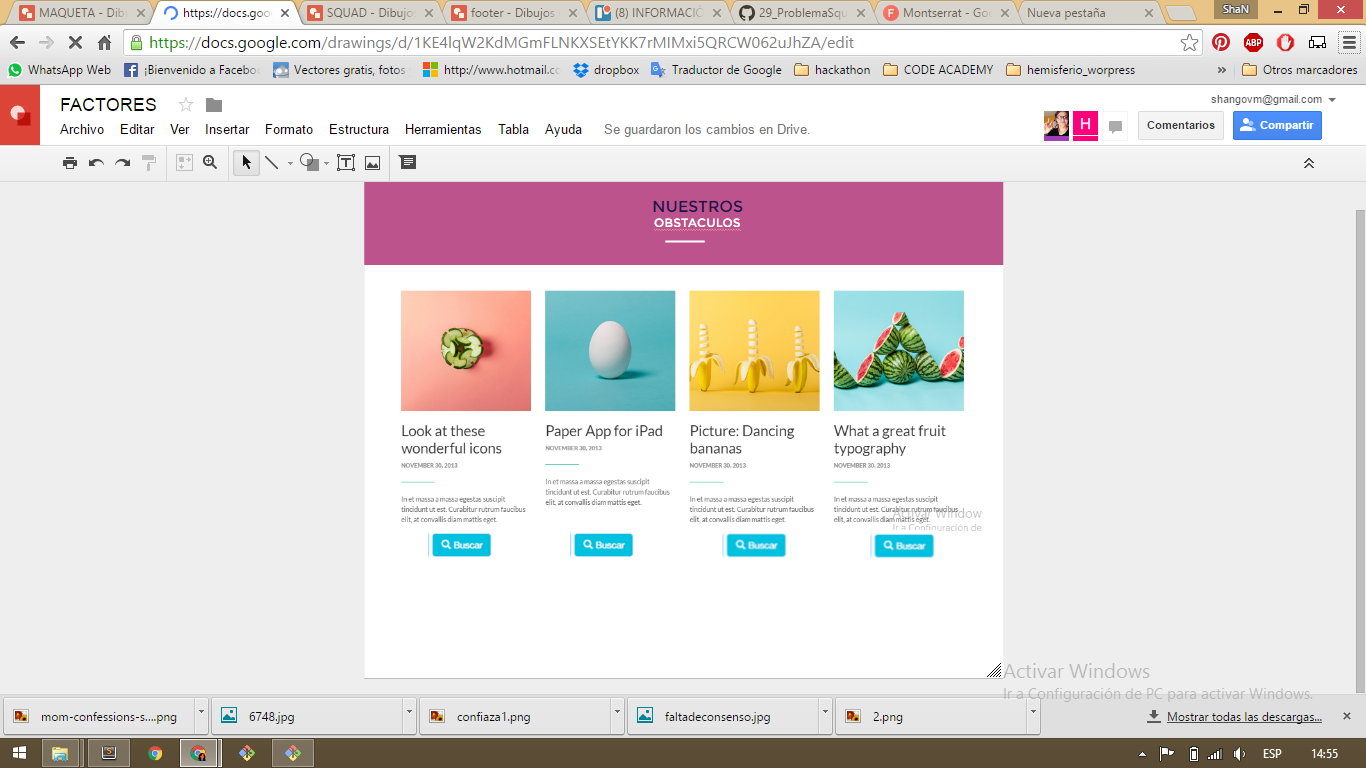 MAQUETA - Dibu
https://docs.goo
SQUAD - Dibujos
footer - Dibujos
(8) INFORMACIÓ
29_ProblemaSqu
Montserrat - Goo
Nueva pestaña
ShaN
https://docs.google.com/drawings/d/1KE4lqW2KdMGmFLNKXSEtYKK7rMIMxi5QRCW062uJhZA/edit
WhatsApp Web
¡Bienvenido a Faceboo
Vectores gratis, fotos
http://www.hotmail.cc
dropbox
Traductor de Google
hackathon
CODE ACADEMY
hemisferio_worpress
»
Otros marcadores
FACTORES
shangovm@gmail.com
Archivo Editar Ver Insertar Formato Estructura Herramientas Tabla Ayuda
Se guardaron los cambios en Drive.
H
Comentarios
Compartir
NUESTROS
OBSTACULOS
Look at these
wonderful icons
NOVEMBER 30, 2013
In et massa a massa egestas suscipit
tincidunt ut est. Curabitur rutrum faucibus
elit, at convallis diam mattis eget.
Buscar
Paper App for iPad
NOVEMBER 30, 2013
In et massa a massa egestas suscipit
tincidunt ut est. Curabitur rutrum faucibus
elit, at convallis diam mattis eget.
Buscar
Picture: Dancing
bananas
NOVEMBER 30, 2013
In et massa a massa egestas suscipit
tincidunt ut est. Curabitur rutrum faucibus
elit, at convallis diam mattis eget.
Buscar
What a great fruit
typography
NOVEMBER 30, 2013
In et massa a massa egestas suscipit
tincidunt ut est. Curabitur rutrum faucibus
elit, at convallis diam mattis eget.
Activar Window
Ir a Configuración de
Buscar
Activar Windows
Ir a Configuración de PC para activar Windows.
mom-confessions-s....png
6748.jpg
confiaza1.png
faltadeconsenso.jpg
2.png
Mostrar todas las descargas...
ESP
14:55